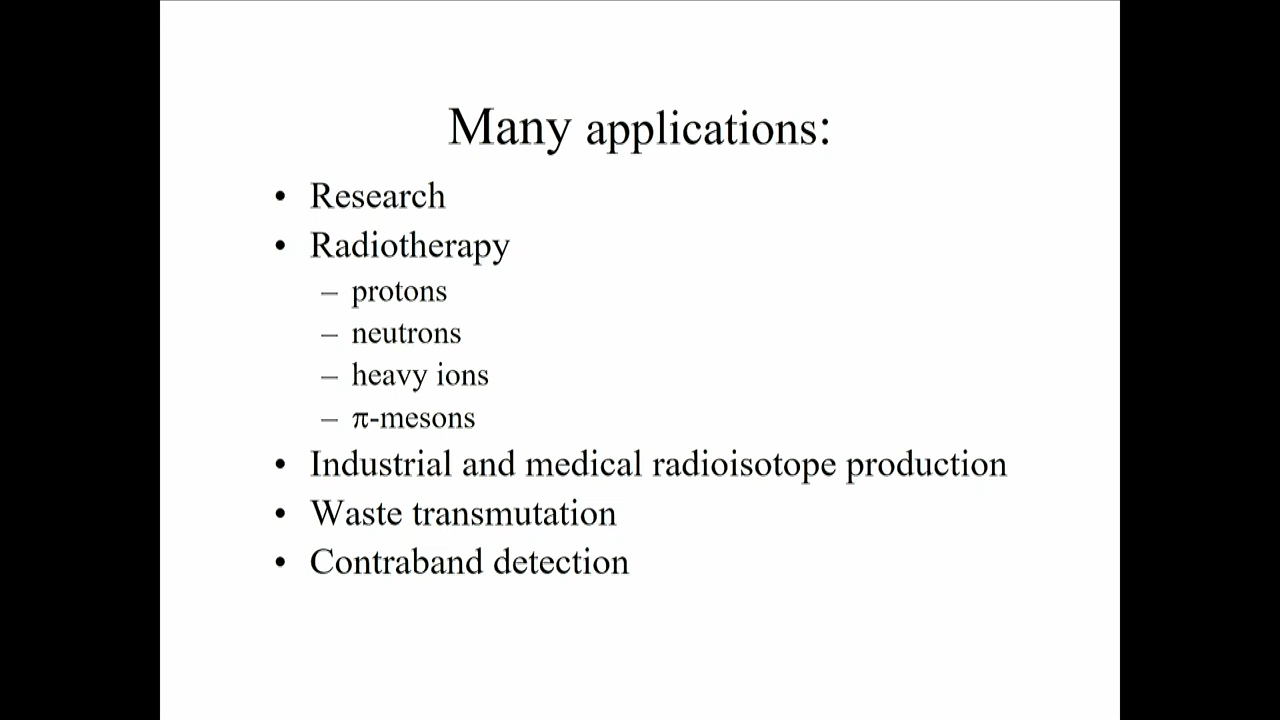 Many applications:
• Research
• Radiotherapy
– protons
– neutrons
– heavy ions
– π-mesons
• Industrial and medical radioisotope production
• Waste transmutation
• Contraband detection